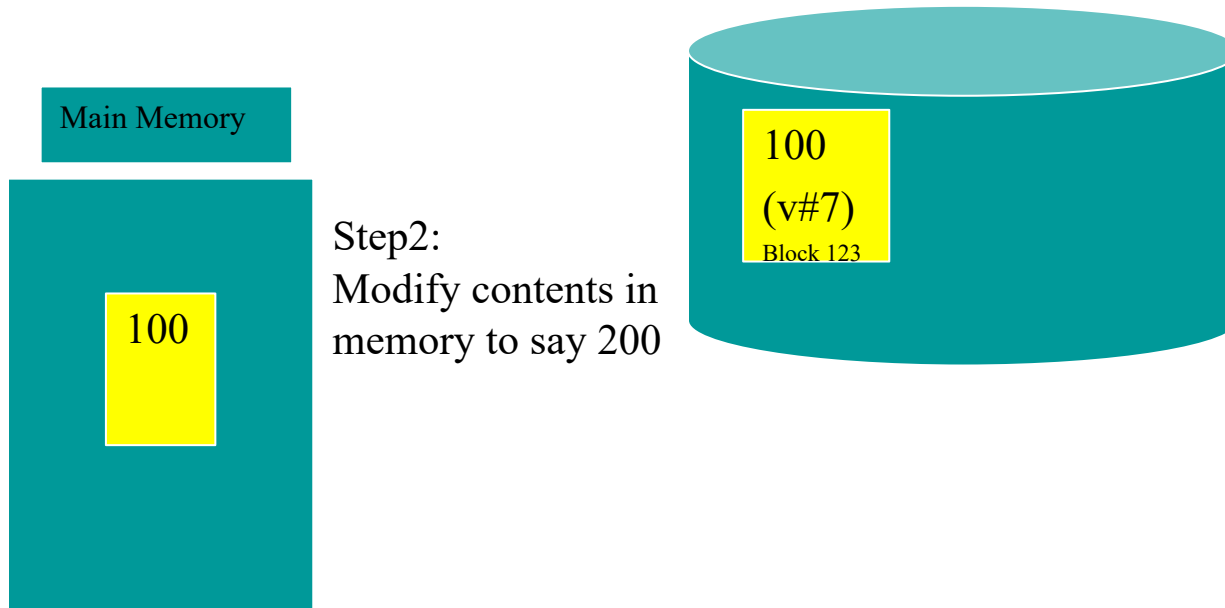 Main Memory
100
Step2:
Modify contents in
memory to say 200
100
(v#7)
Block 123